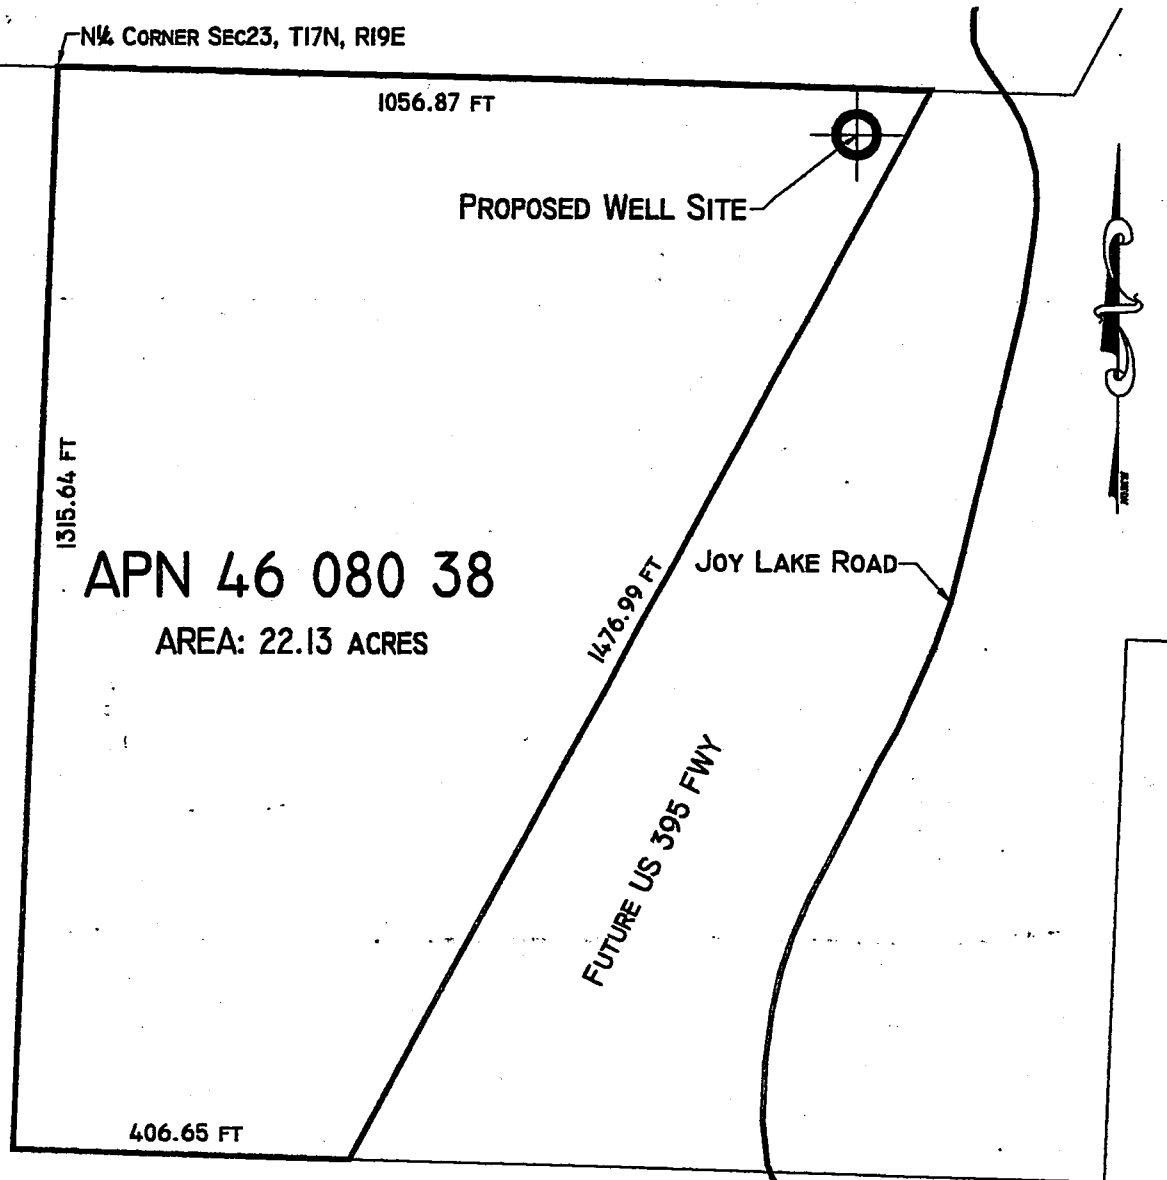 N¼ CORNER SEC23, T17N, R19E
1056.87 FT
PROPOSED WELL SITE
1315.64 FT
NORTH
APN 46 080 38
AREA: 22.13 ACRES
JOY LAKE ROAD
1476.99 FT
FUTURE US 395 FWY
406.65 FT